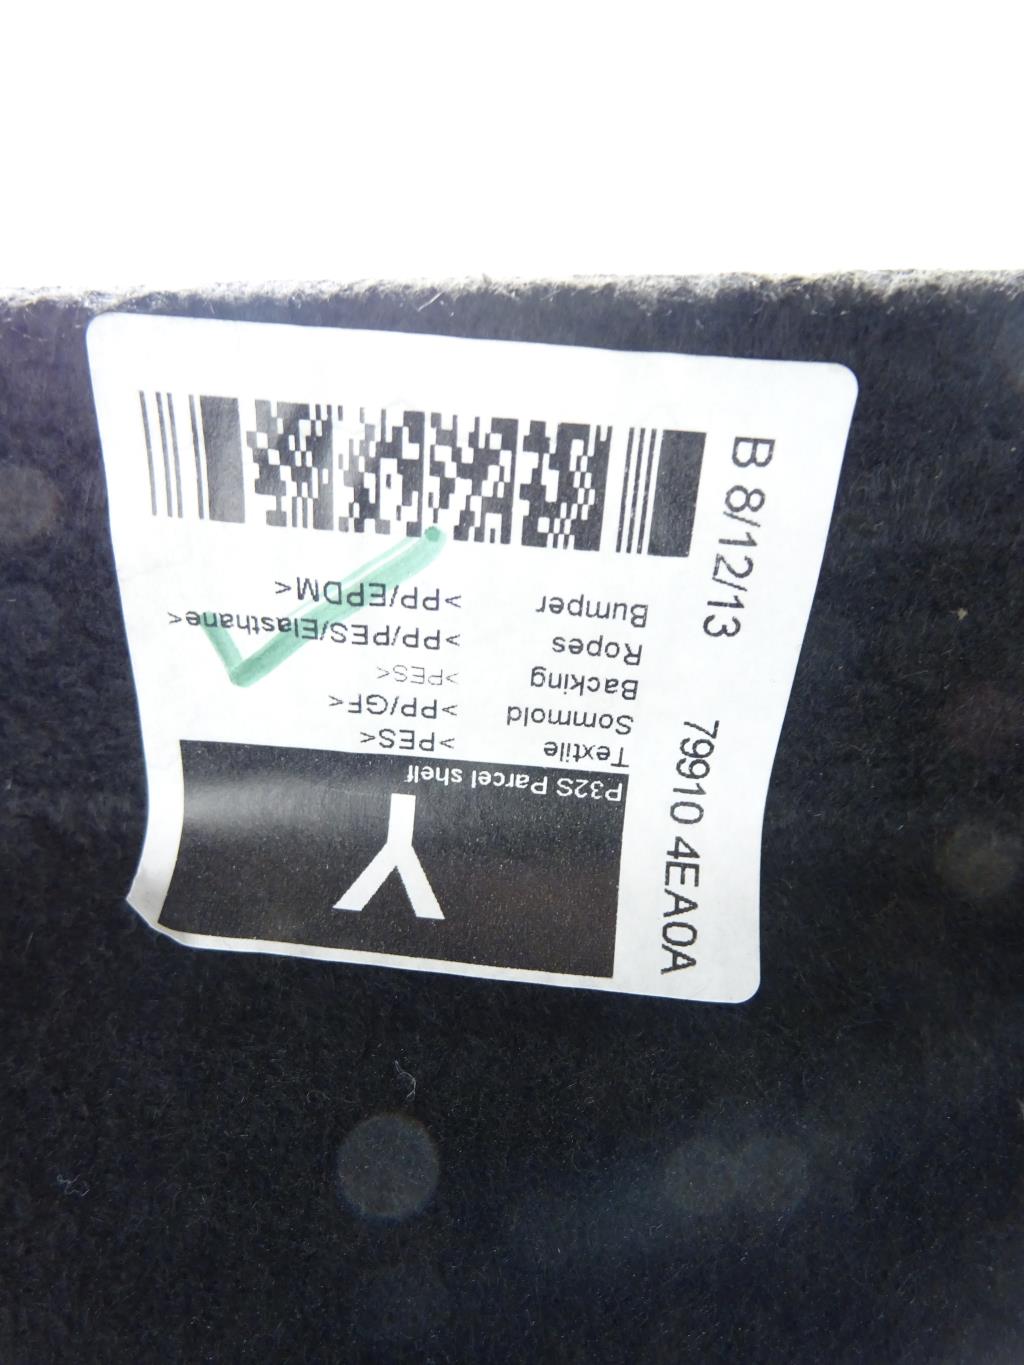 Y
P32S Parcel shelf
Textile >PES<
Sommold >PP/GF<
Backing >PES<
Ropes >PP/PES/Elasthane<
Bumper >PP/EPDM<
B 8/12/13 79910 4EA0A